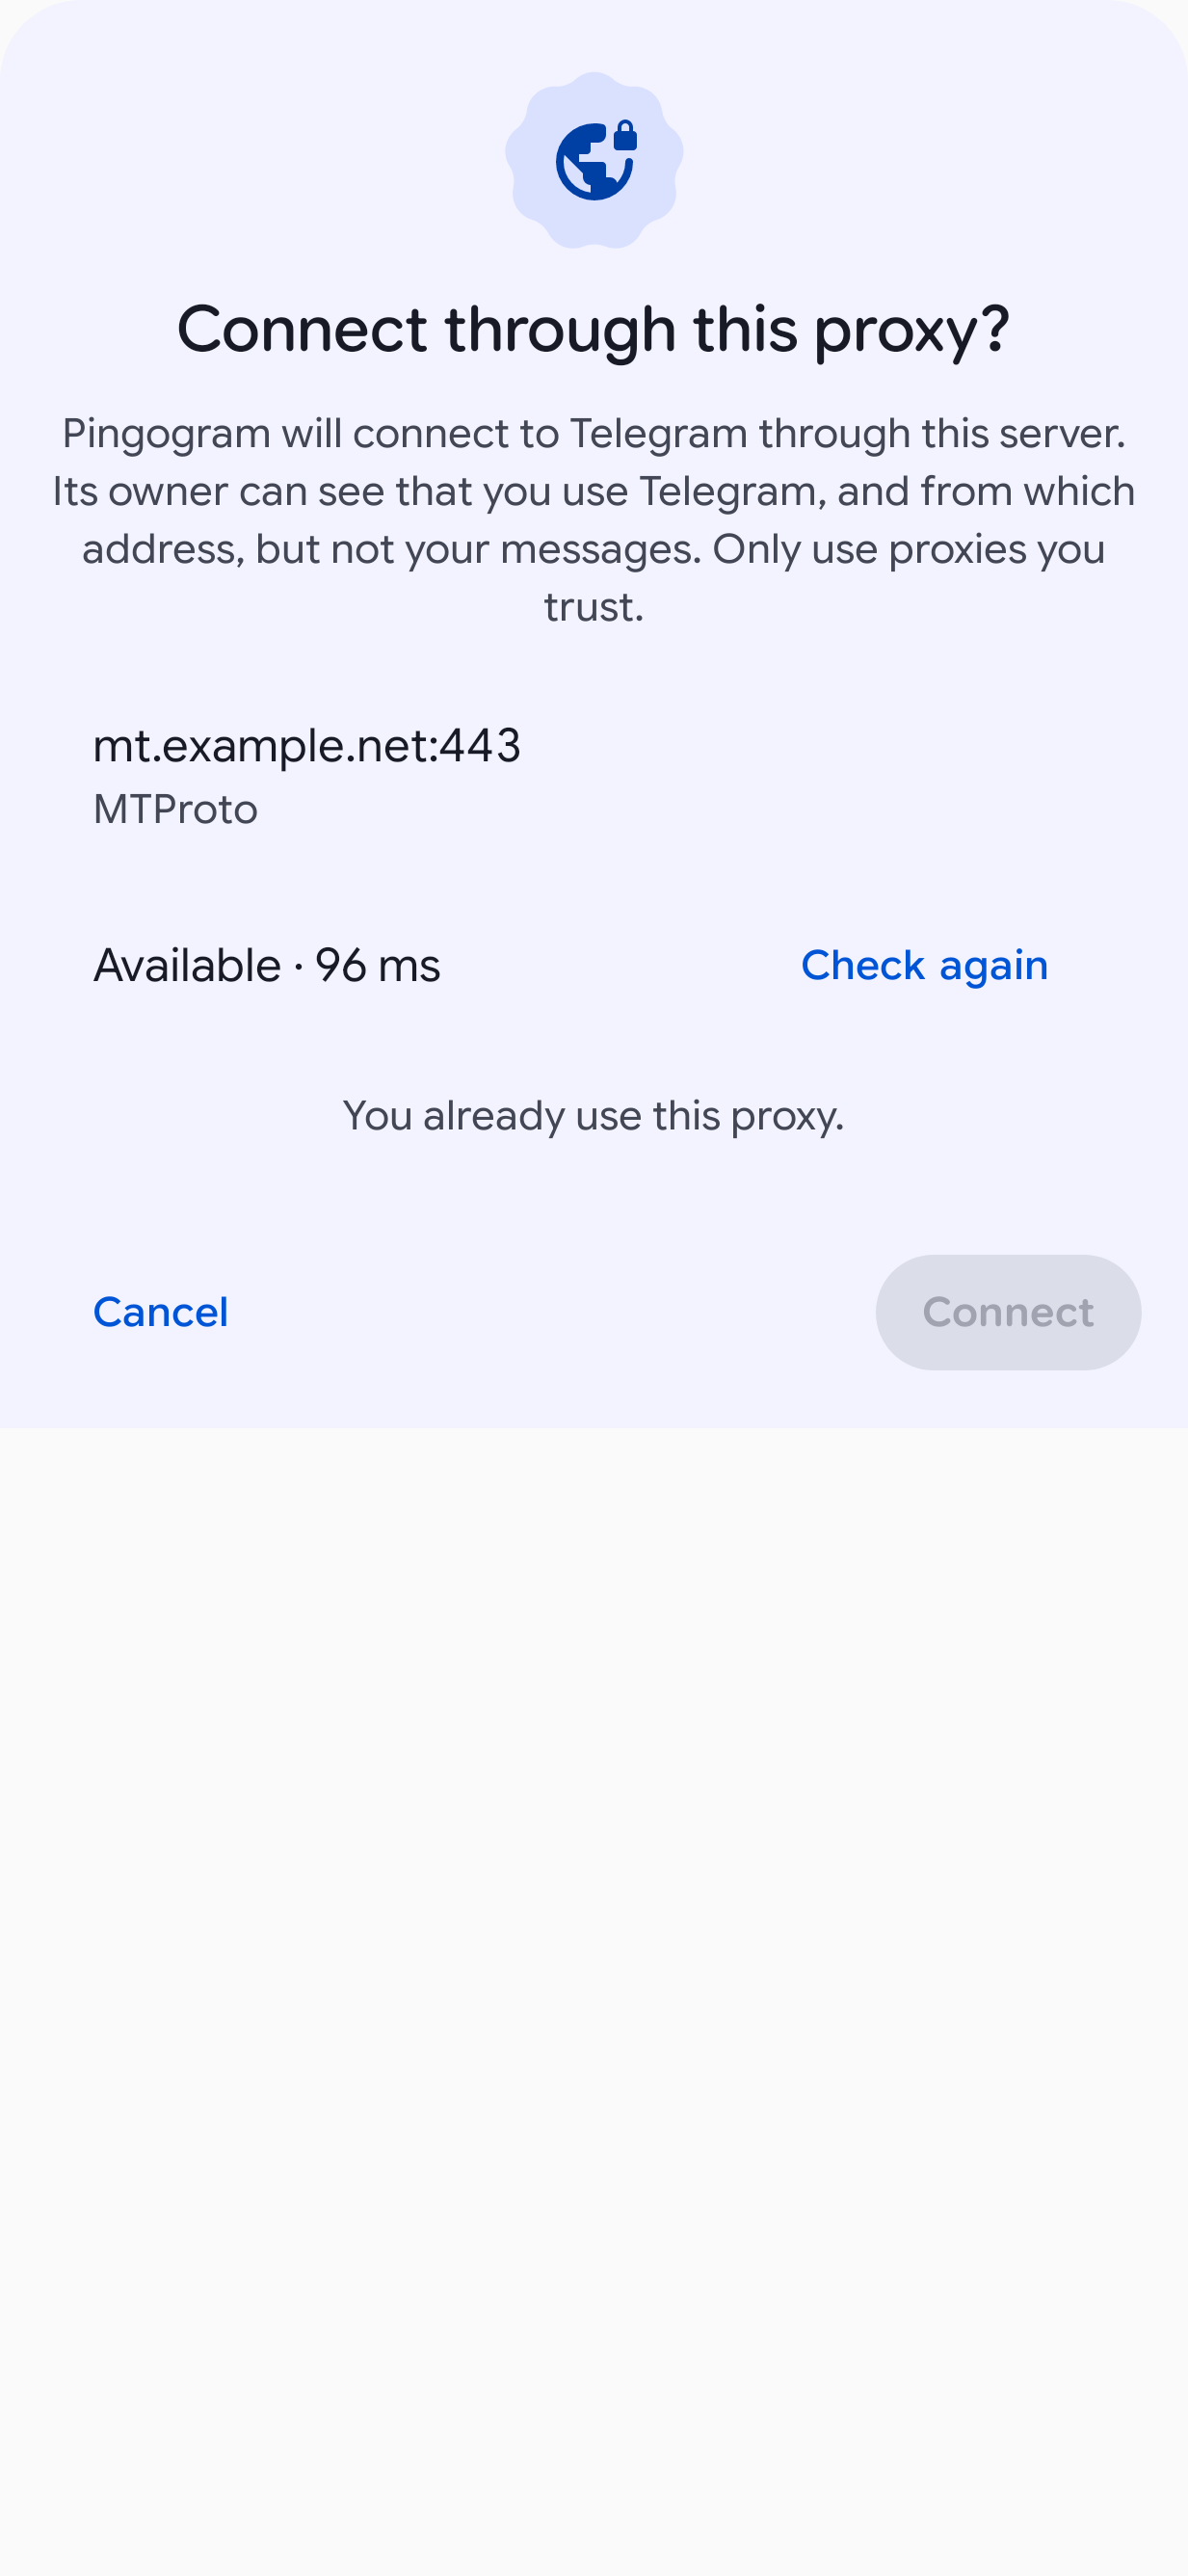 Connect through this proxy?
Pingogram will connect to Telegram through this server.
Its owner can see that you use Telegram, and from which
address, but not your messages. Only use proxies you
trust.
mt.example.net:443
MTProto
Available · 96 ms
Check again
You already use this proxy.
Cancel
Connect